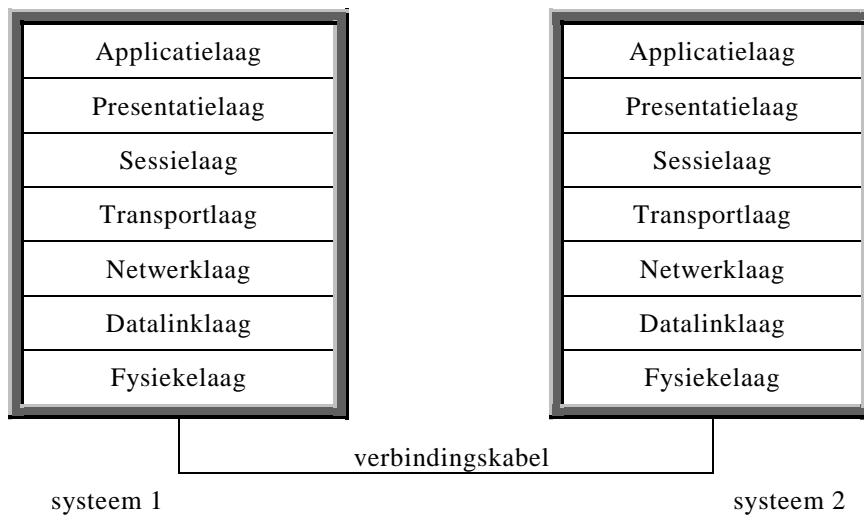 Applicatielaag
Presentatielaag
Sessielaag
Transportlaag
Netwerklaag
Datalinklaag
Fysiekelaag
Applicatielaag
Presentatielaag
Sessielaag
Transportlaag
Netwerklaag
Datalinklaag
Fysiekelaag
verbindingskabel
systeem 1
systeem 2